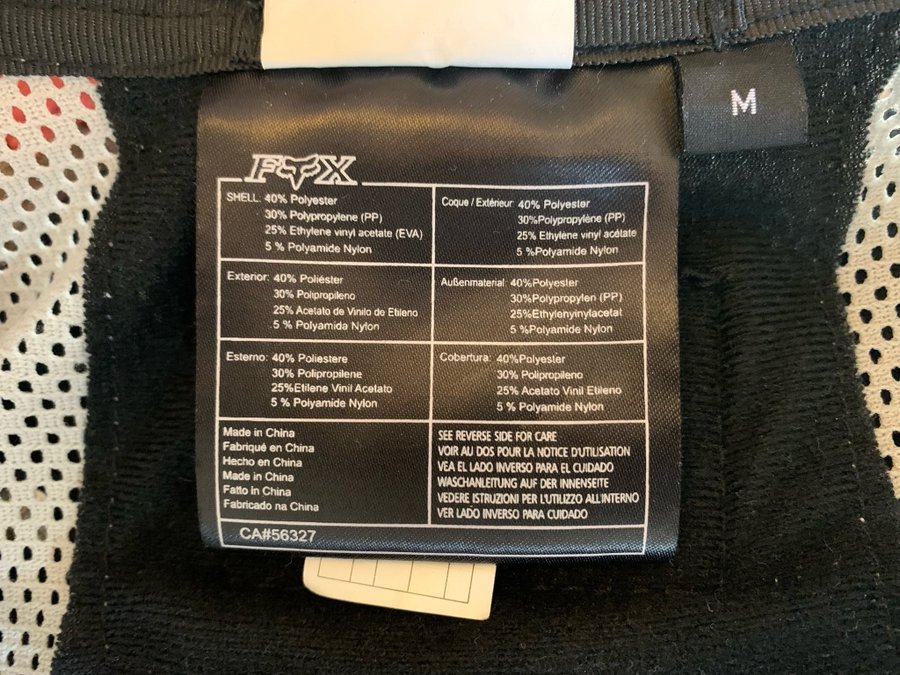 M
FOX
SHELL: 40% Polyester
30% Polypropylene (PP)
25% Ethylene vinyl acetate (EVA)
5 % Polyamide Nylon
Coque / Extérieur: 40% Polyester
30%Polypropylène (PP)
25% Ethylène vinyl acétate
5 %Polyamide Nylon
Exterior: 40% Poliéster
30% Polipropileno
25% Acetato de Vinilo de Etileno
5 % Polyamida Nylon
Außenmaterial: 40%Polyester
30%Polypropylen (PP)
25%Ethylenyinylacetat
5 %Polyamide Nylon
Esterno: 40% Poliestere
30% Polipropilene
25%Etilene Vinil Acetato
5 % Polyamide Nylon
Cobertura: 40%Polyester
30% Polipropileno
25% Acetato Vinil Etileno
5 % Polyamide Nylon
Made in China
Fabriqué en China
Hecho en China
Made in China
Fatto in China
Fabricado na China
SEE REVERSE SIDE FOR CARE
VOIR AU DOS POUR LA NOTICE D'UTILISATION
VEA EL LADO INVERSO PARA EL CUIDADO
WASCHANLEITUNG AUF DER INNENSEITE
VEDERE ISTRUZIONI PER L'UTILIZZO ALL'INTERNO
VER LADO INVERSO PARA CUIDADO
CA#56327